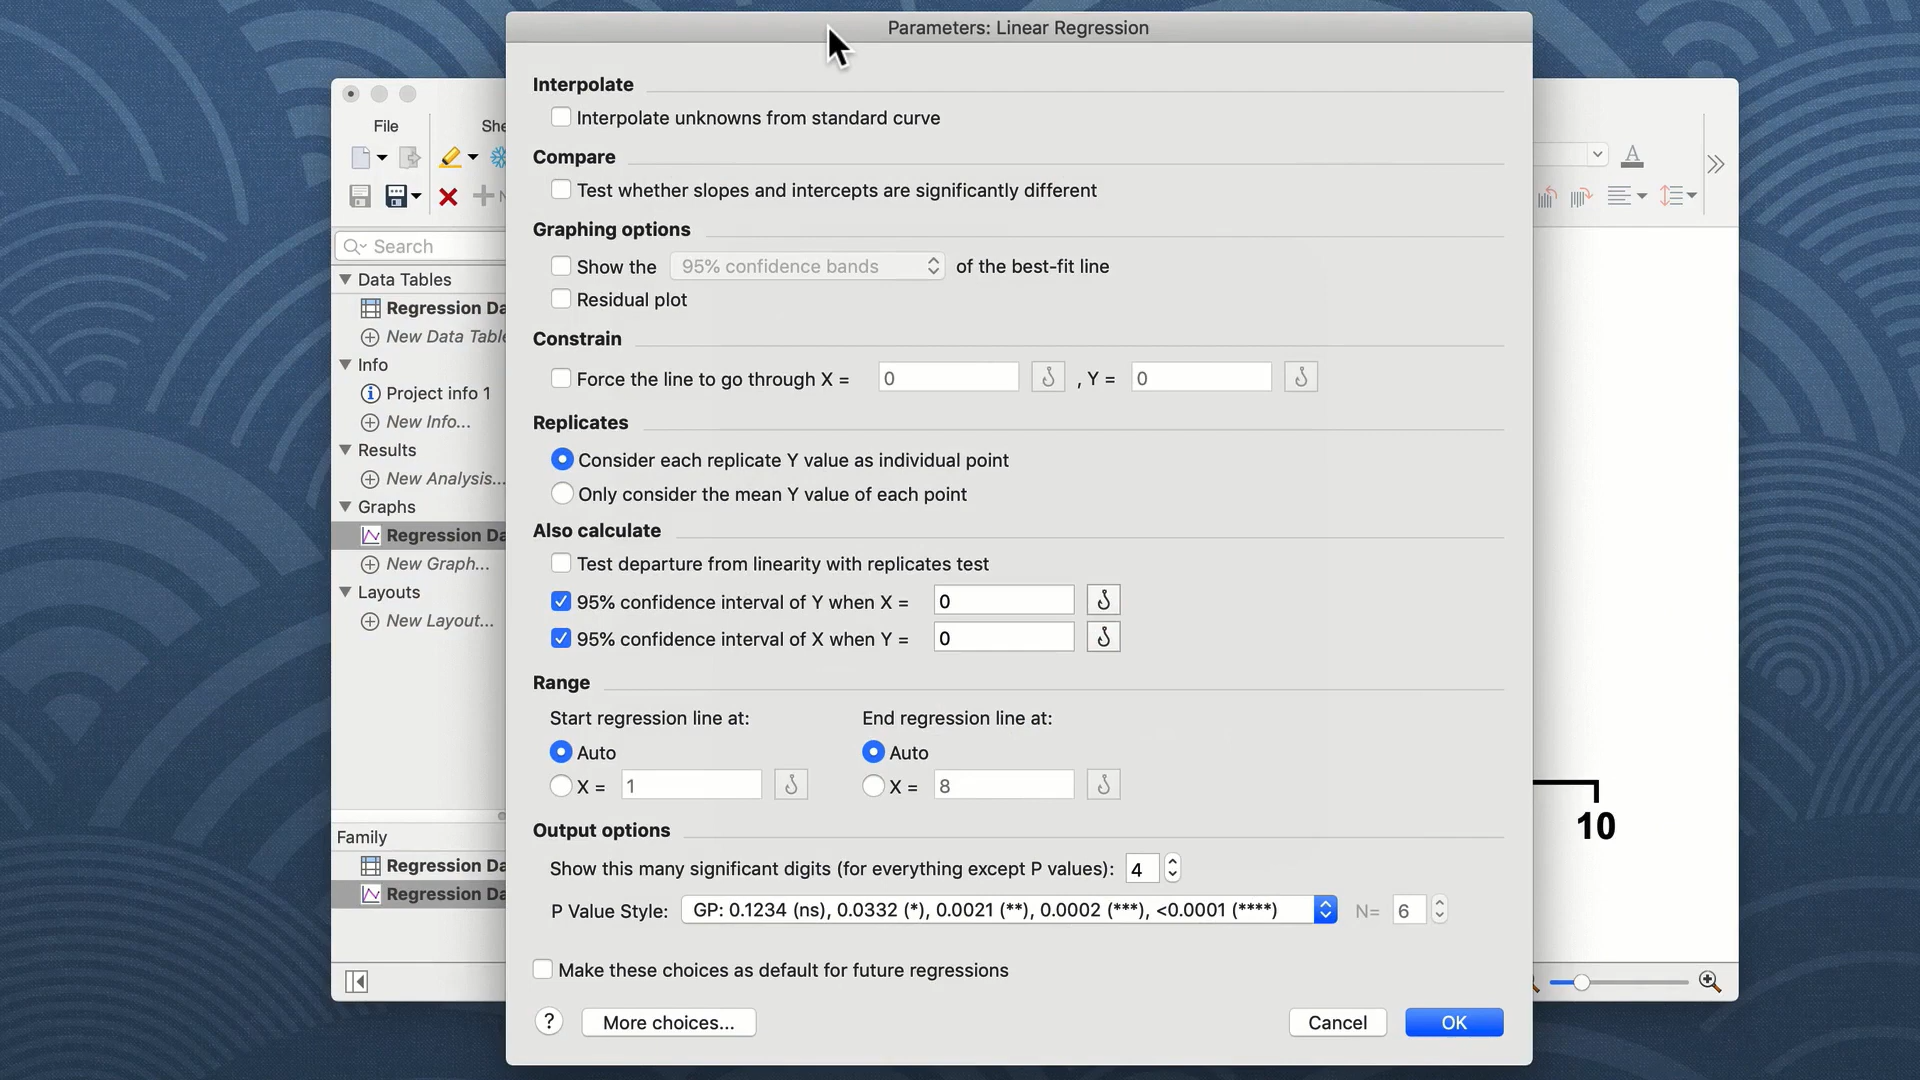 Parameters: Linear Regression
Interpolate
Interpolate unknowns from standard curve
Compare
Test whether slopes and intercepts are significantly different
Graphing options
Show the 95% confidence bands of the best-fit line
Residual plot
Constrain
Force the line to go through X = 0 , Y = 0
Replicates
Consider each replicate Y value as individual point
Only consider the mean Y value of each point
Also calculate
Test departure from linearity with replicates test
95% confidence interval of Y when X = 0
95% confidence interval of X when Y = 0
Range
Start regression line at: End regression line at:
Auto Auto
X = 1 X = 8
Output options
Show this many significant digits (for everything except P values): 4
P Value Style: GP: 0.1234 (ns), 0.0332 (*), 0.0021 (**), 0.0002 (***), <0.0001 (****) N= 6
Make these choices as default for future regressions
? More choices... Cancel OK
File
Search
Data Tables
Regression
New Data
Info
Project info 1
New Info...
Results
New Analysis...
Graphs
Regression
New Graph...
Layouts
New Layout...
Family
Regression
Regression
10